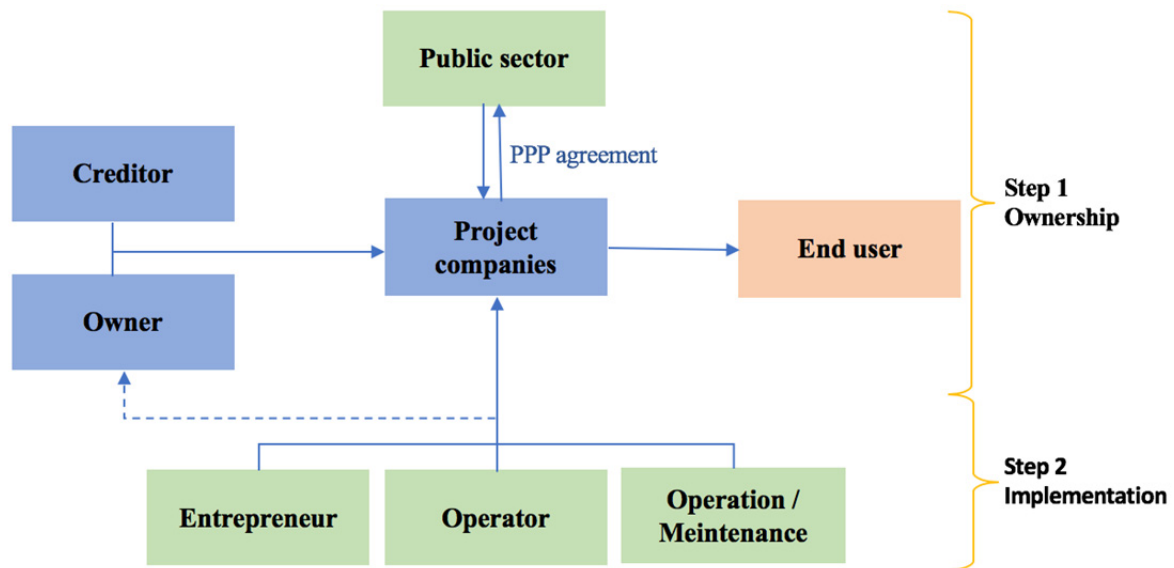 Public sector
PPP agreement
Creditor
Project
companies
End user
Owner
Step 1
Ownership
Entrepreneur
Operator
Operation /
Meintenance
Step 2
Implementation